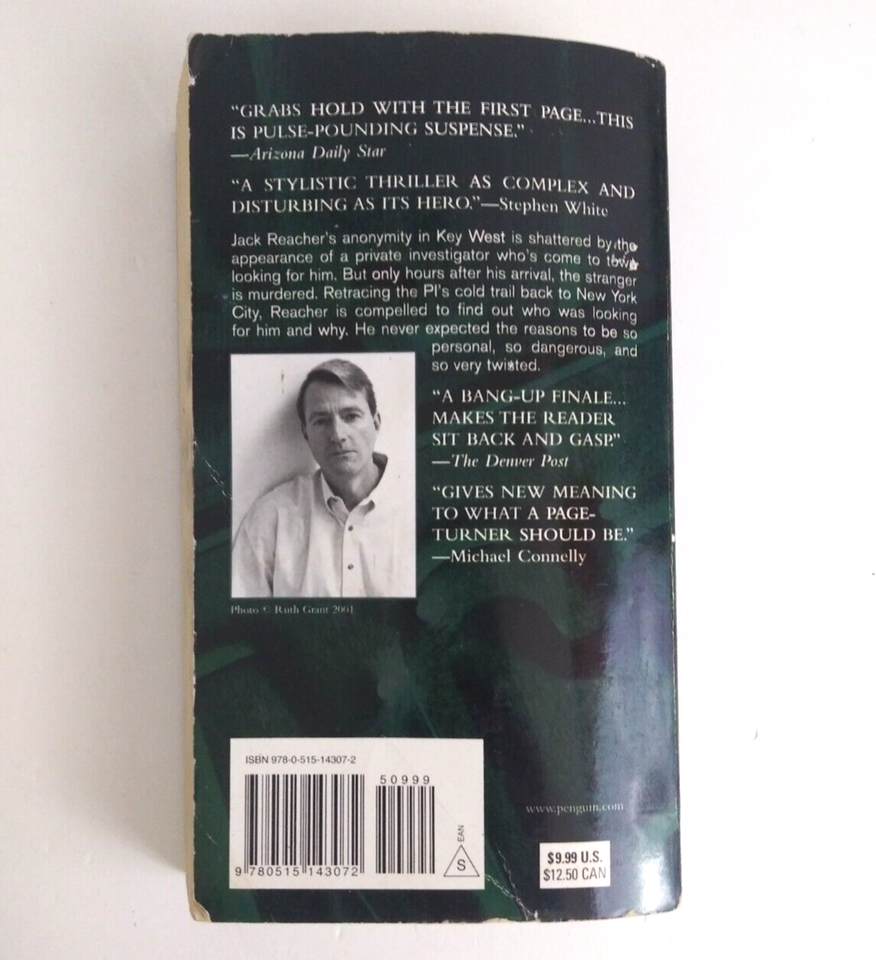 “GRABS HOLD WITH THE FIRST PAGE...THIS
IS PULSE-POUNDING SUSPENSE.”
—Arizona Daily Star
“A STYLISTIC THRILLER AS COMPLEX AND
DISTURBING AS ITS HERO.”—Stephen White
Jack Reacher's anonymity in Key West is shattered by the
appearance of a private investigator who's come to town
looking for him. But only hours after his arrival, the stranger
is murdered. Retracing the PI's cold trail back to New York
City, Reacher is compelled to find out who was looking
for him and why. He never expected the reasons to be so
personal, so dangerous, and
so very twisted.
“A BANG-UP FINALE...
MAKES THE READER
SIT BACK AND GASP.”
—The Denver Post
“GIVES NEW MEANING
TO WHAT A PAGE-
TURNER SHOULD BE.”
—Michael Connelly
Photo © Ruth Grant 2001
ISBN 978-0-515-14307-2
50999
9 780515 143072
EAN
S
www.penguin.com
$9.99 U.S.
$12.50 CAN